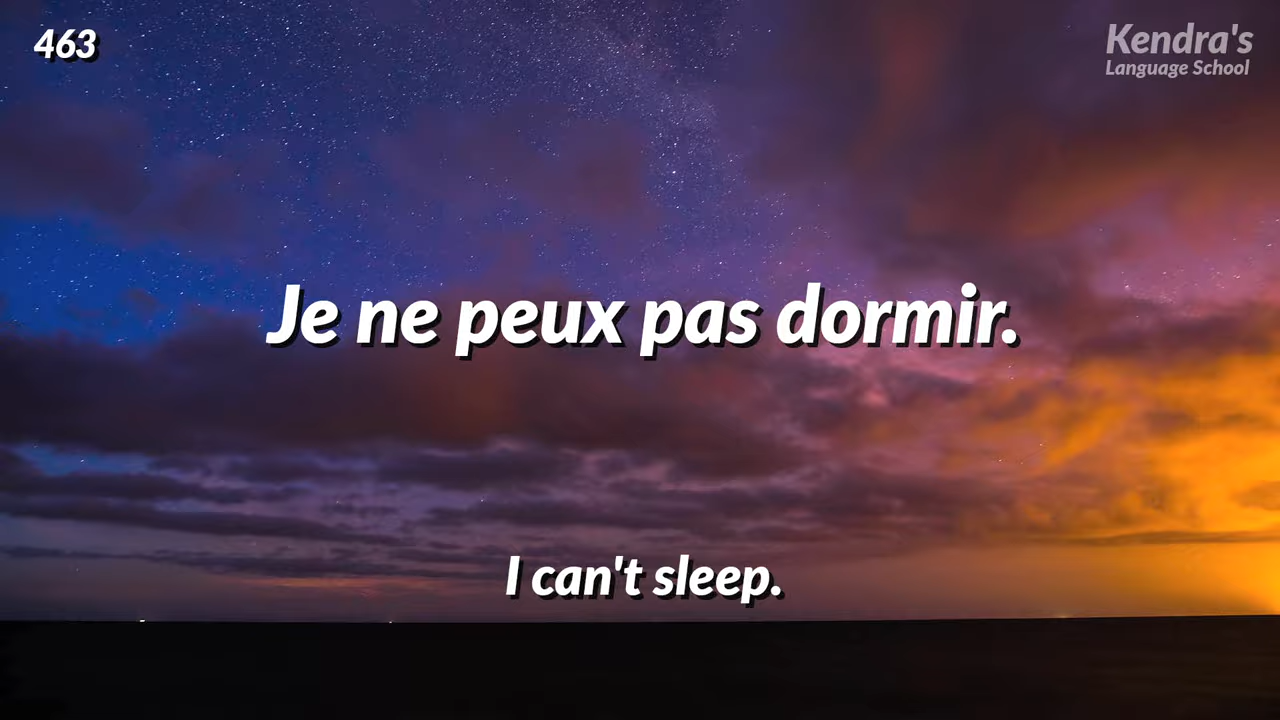 463
Kendra's
Language School
Je ne peux pas dormir.
I can't sleep.